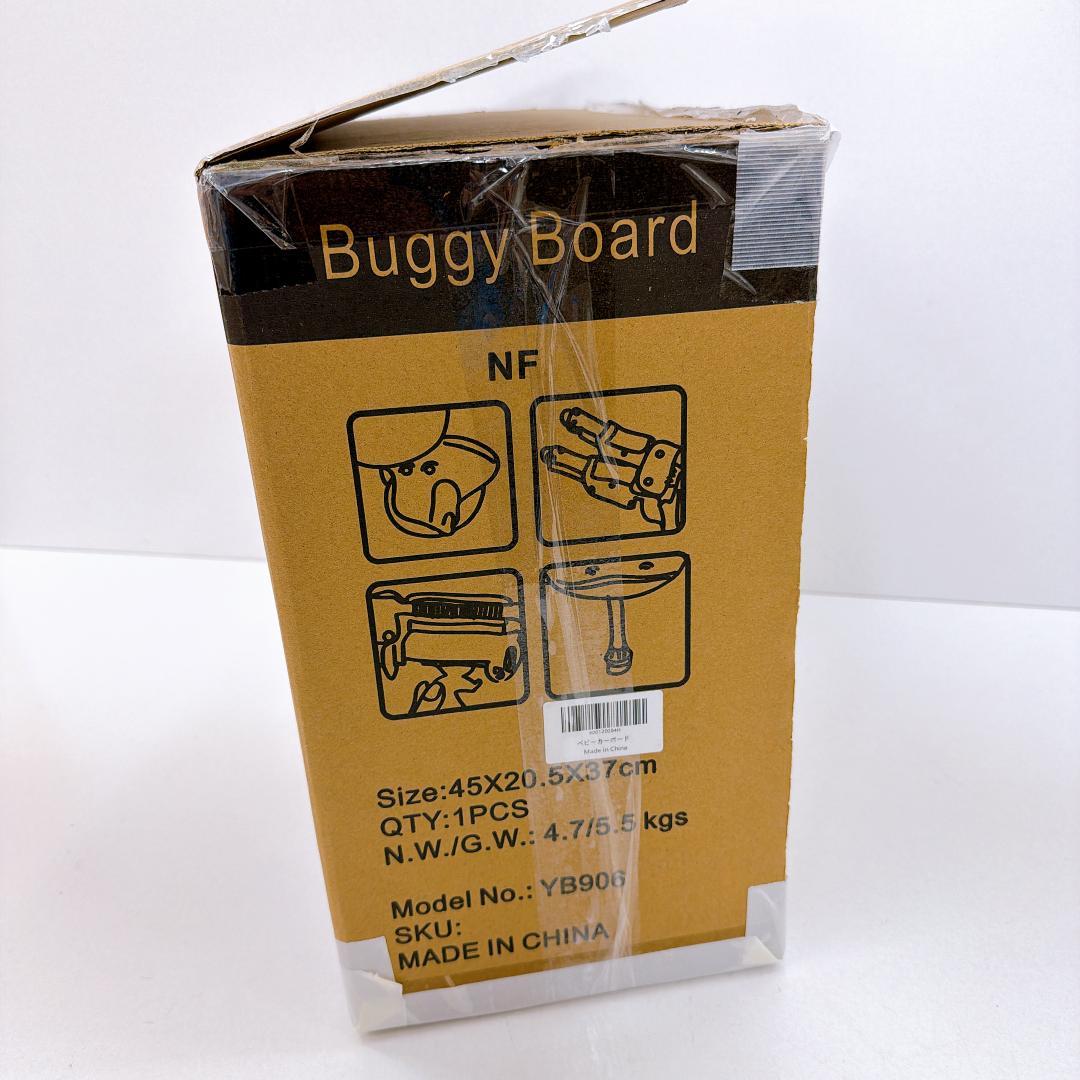 Buggy Board
NF
ベビーカーボード
Made in China
Size:45X20.5X37cm
QTY:1PCS
N.W./G.W.: 4.7/5.5 kgs
Model No.: YB906
SKU:
MADE IN CHINA